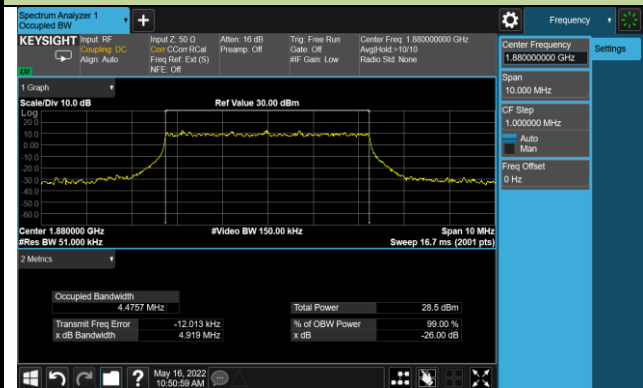 Spectrum Analyzer 1
Occupied BW
+
Frequency
KEYSIGHT
Input: RF
Coupling: DC
Align: Auto
Input Z: 50 Ω
Corr CCorr RCal
Freq Ref: Ext (S)
NFE: Off
Atten: 16 dB
Preamp: Off
Trig: Free Run
Gate: Off
#IF Gain: Low
Center Freq: 1.880000000 GHz
Avg|Hold:>10/10
Radio Std: None
Center Frequency
1.880000000 GHz
Settings
Span
10.000 MHz
CF Step
1.000000 MHz
Auto
Man
Freq Offset
0 Hz
1 Graph
Scale/Div 10.0 dB
Ref Value 30.00 dBm
Log
20.0
10.0
0.00
-10.0
-20.0
-30.0
-40.0
-50.0
-60.0
Center 1.880000 GHz
#Video BW 150.00 kHz
Span 10 MHz
#Res BW 51.000 kHz
Sweep 16.7 ms (2001 pts)
2 Metrics
Occupied Bandwidth
4.4757 MHz
Total Power
28.5 dBm
Transmit Freq Error
-12.013 kHz
% of OBW Power
99.00 %
x dB Bandwidth
4.919 MHz
x dB
-26.00 dB
?
May 16, 2022
10:50:59 AM